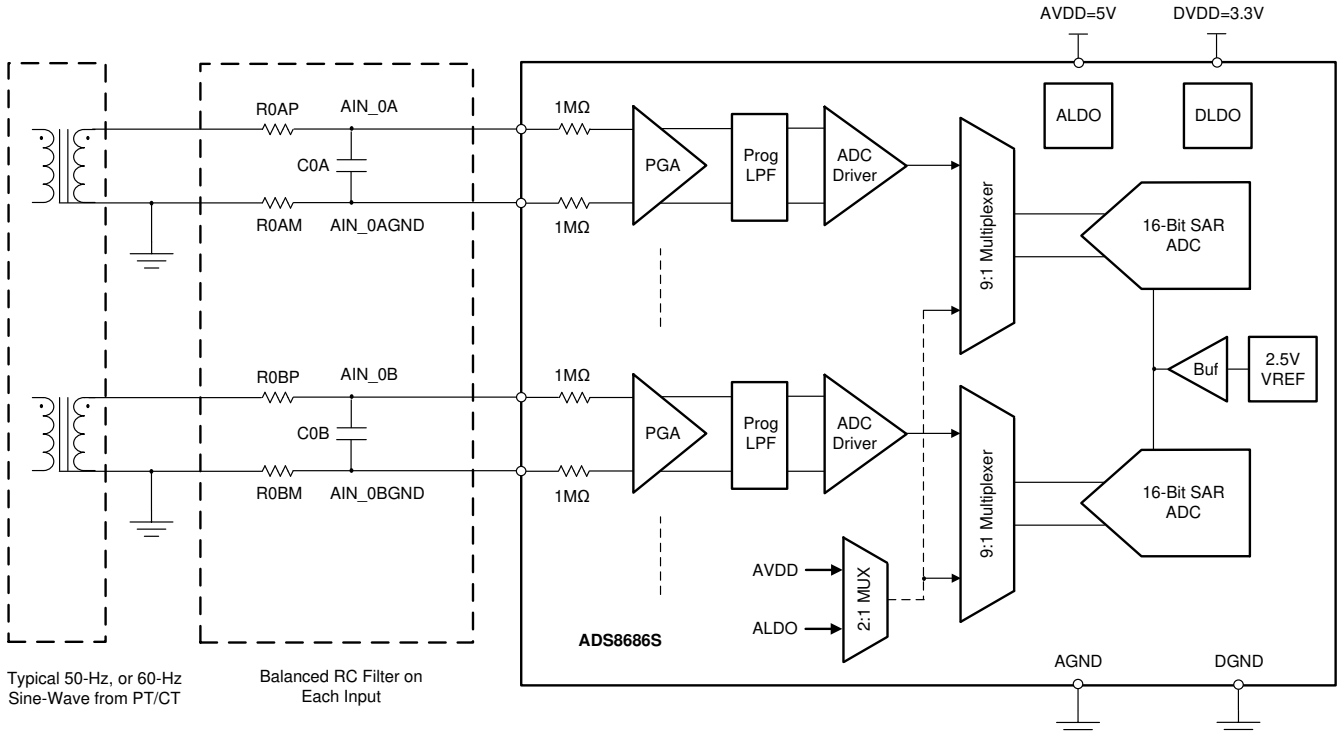 AVDD=5V
DVDD=3.3V
R0AP
AIN_0A
1MΩ
C0A
PGA
Prog
LPF
ADC
Driver
9:1 Multiplexer
ALDO
DLDO
16-Bit SAR
ADC
R0AM
AIN_0AGND
1MΩ
R0BP
AIN_0B
1MΩ
C0B
PGA
Prog
LPF
ADC
Driver
9:1 Multiplexer
Buf
2.5V
VREF
R0BM
AIN_0BGND
1MΩ
16-Bit SAR
ADC
AVDD
ALDO
2:1 MUX
ADS8686S
AGND
DGND
Typical 50-Hz, or 60-Hz
Sine-Wave from PT/CT
Balanced RC Filter on
Each Input